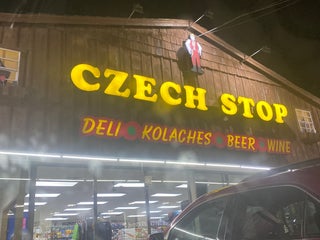 CZECH STOP
DELI KOLACHES BEER WINE